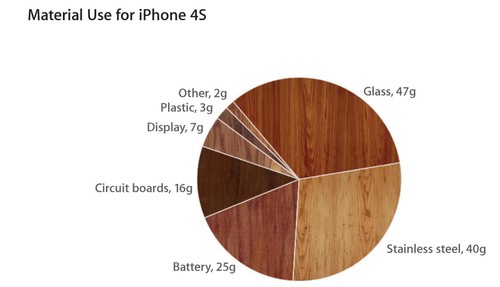 Material Use for iPhone 4S
Other, 2g
Glass, 47g
Plastic, 3g
Display, 7g
Circuit boards, 16g
Stainless steel, 40g
Battery, 25g